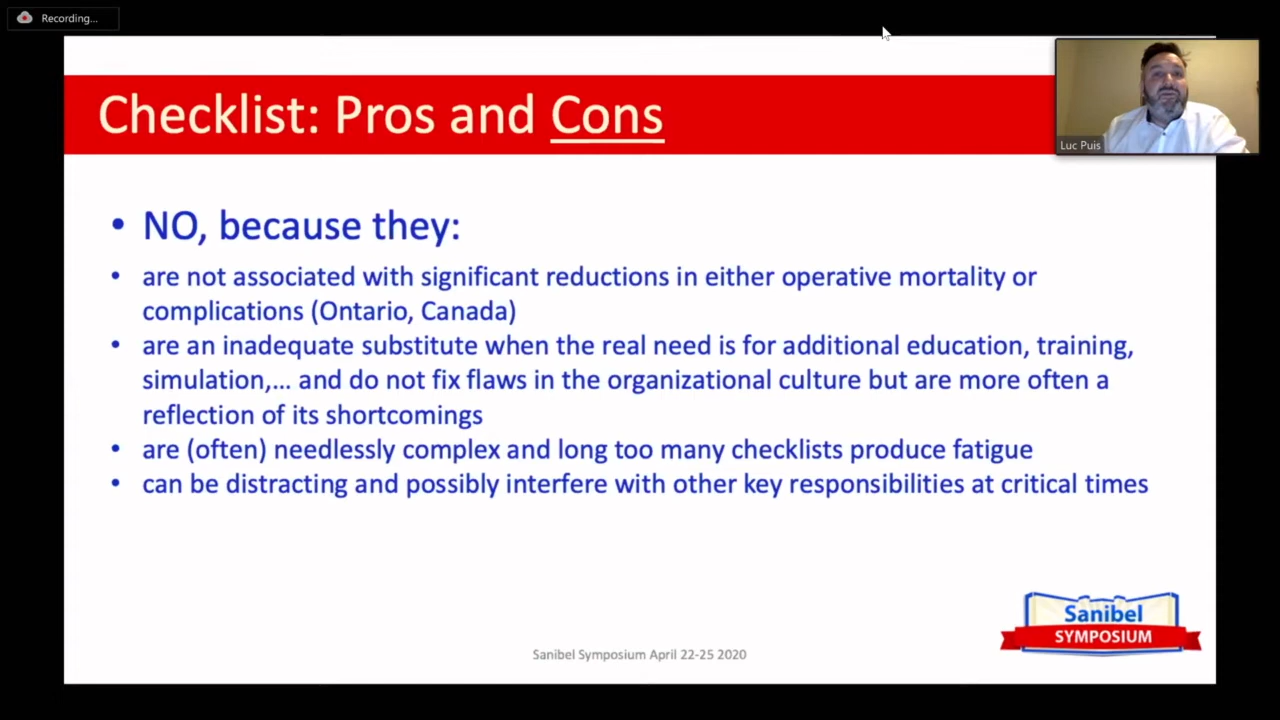 Recording...
Checklist: Pros and Cons
Luc Puis
• NO, because they:
• are not associated with significant reductions in either operative mortality or
complications (Ontario, Canada)
• are an inadequate substitute when the real need is for additional education, training,
simulation,... and do not fix flaws in the organizational culture but are more often a
reflection of its shortcomings
• are (often) needlessly complex and long too many checklists produce fatigue
• can be distracting and possibly interfere with other key responsibilities at critical times
Sanibel
SYMPOSIUM
Sanibel Symposium April 22-25 2020